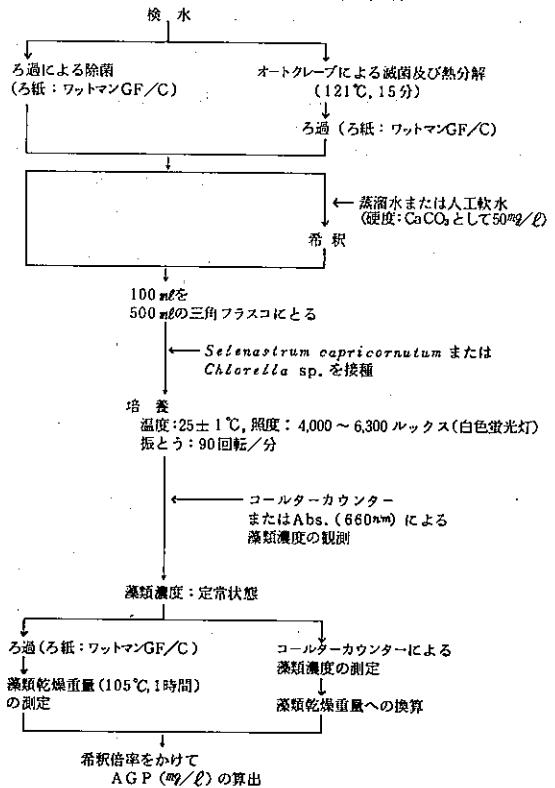 検 水
ろ過による除菌
(ろ紙:ワットマンGF/C)
オートクレーブによる滅菌及び熱分解
(121℃, 15分)
ろ過 (ろ紙:ワットマンGF/C)
蒸溜水または人工軟水
(硬度:CaCO₃として50mg/ℓ)
希 釈
100 mℓを
500 mℓの三角フラスコにとる
Selenastrum capricornutum または
Chlorella sp. を接種
培 養
温度:25±1℃, 照度: 4,000～6,300 ルックス(白色蛍光灯)
振とう:90回転/分
コールターカウンター
またはAbs. (660nm) による
藻類濃度の観測
藻類濃度:定常状態
ろ過(ろ紙:ワットマンGF/C)
藻類乾燥重量(105℃, 1時間)
の測定
コールターカウンターによる
藻類濃度の測定
藻類乾燥重量への換算
希釈倍率をかけて
AGP (mg/ℓ) の算出